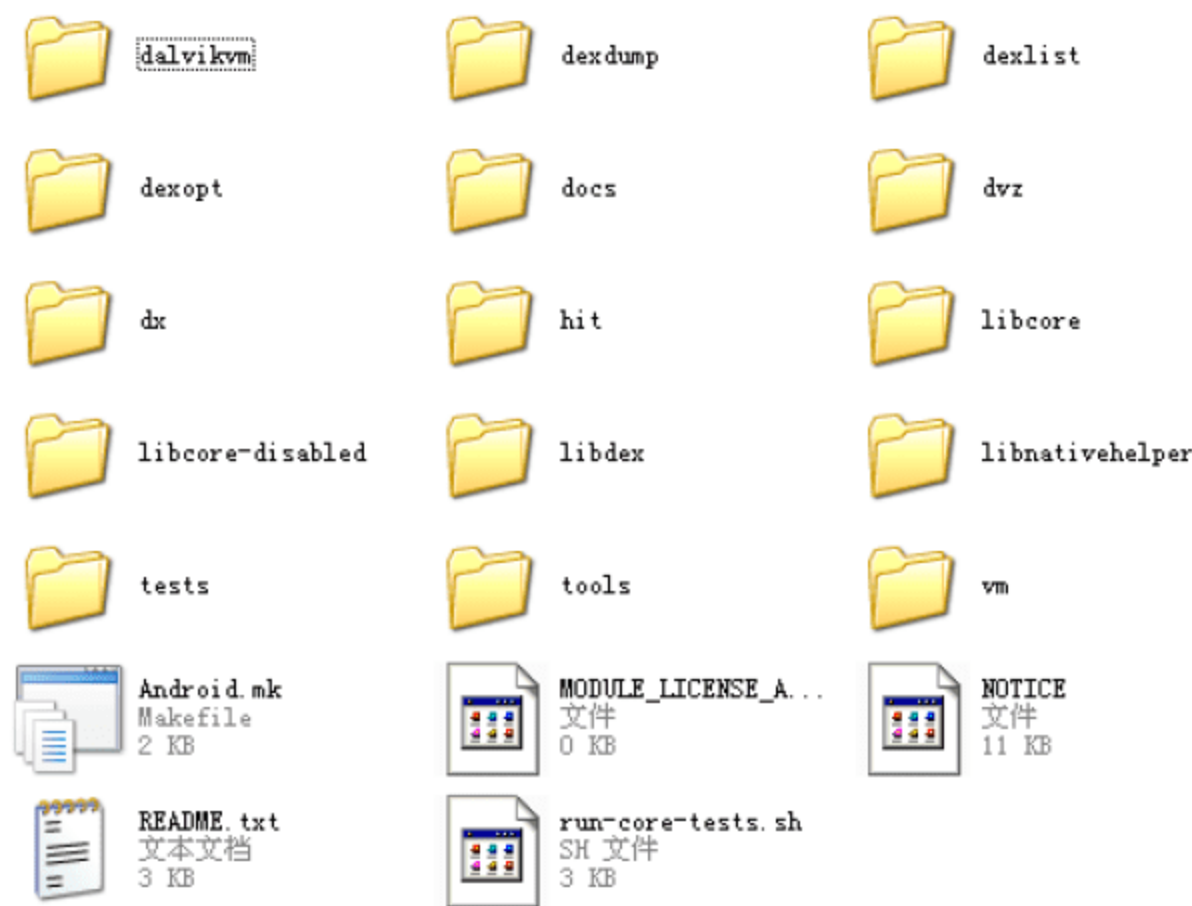 dalvikvm
dexdump
dexlist
dexopt
docs
dvz
dx
hit
libcore
libcore-disabled
libdex
libnativehelper
tests
tools
vm
Android.mk
Makefile
2 KB
MODULE_LICENSE_A...
文件
0 KB
NOTICE
文件
11 KB
README.txt
文本文档
3 KB
run-core-tests.sh
SH 文件
3 KB